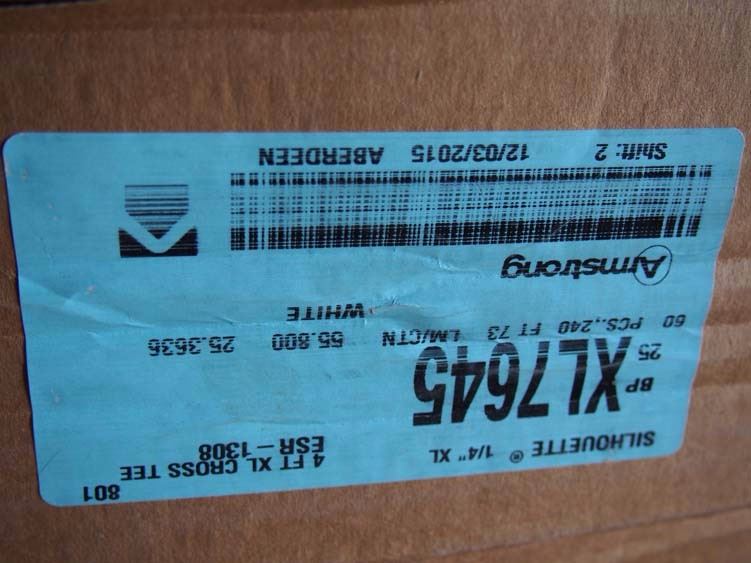 801
SILHOUETTE ® 1/4" XL
4 FT XL CROSS TEE
ESR – 1308
BP XL7645
25
60 PCS.,240 FT 73 LM/CTN 55.800 25.3636
WHITE
Armstrong
Shift: 2 12/03/2015 ABERDEEN